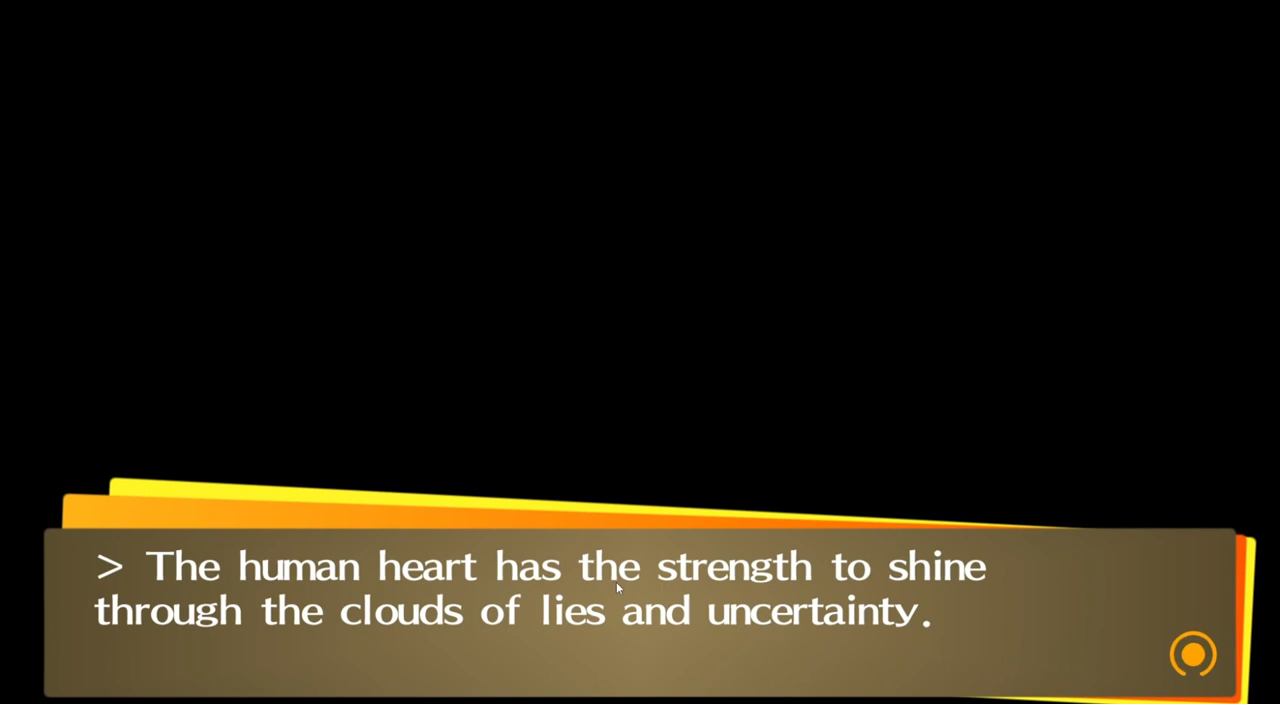 > The human heart has the strength to shine
through the clouds of lies and uncertainty.